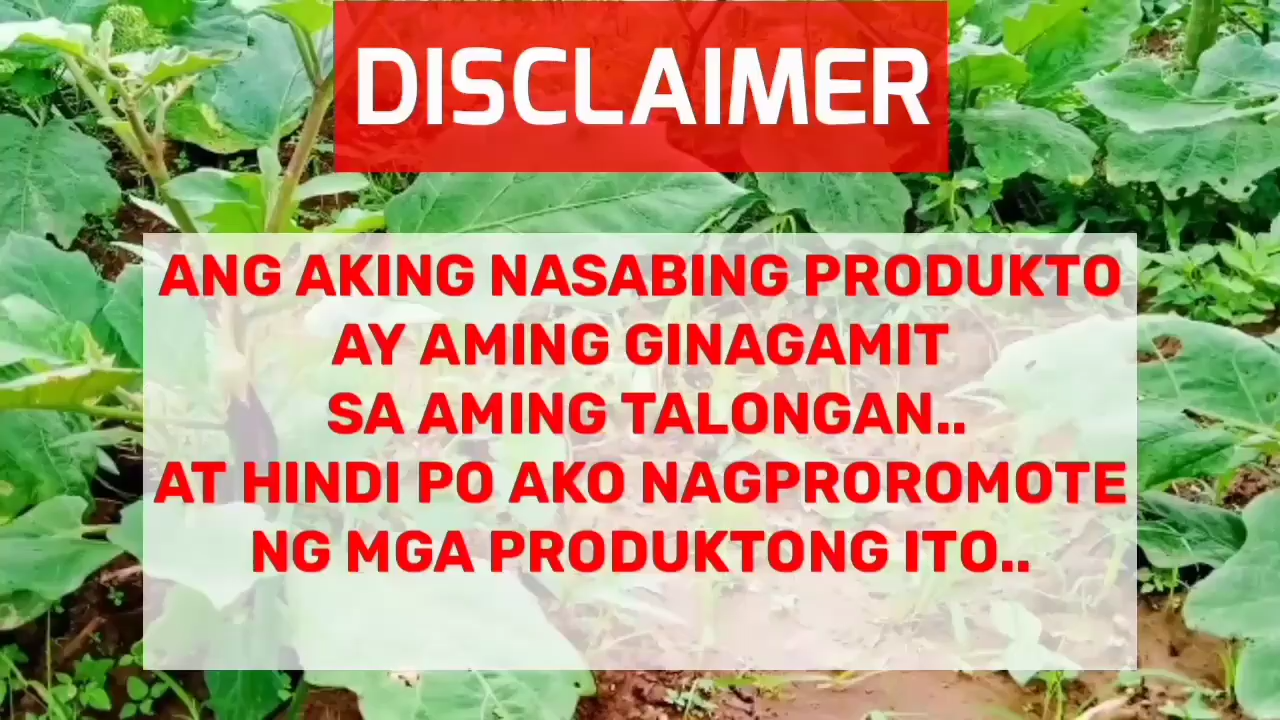 DISCLAIMER
ANG AKING NASABING PRODUKTO
AY AMING GINAGAMIT
SA AMING TALONGAN..
AT HINDI PO AKO NAGPROROMOTE
NG MGA PRODUKTONG ITO..